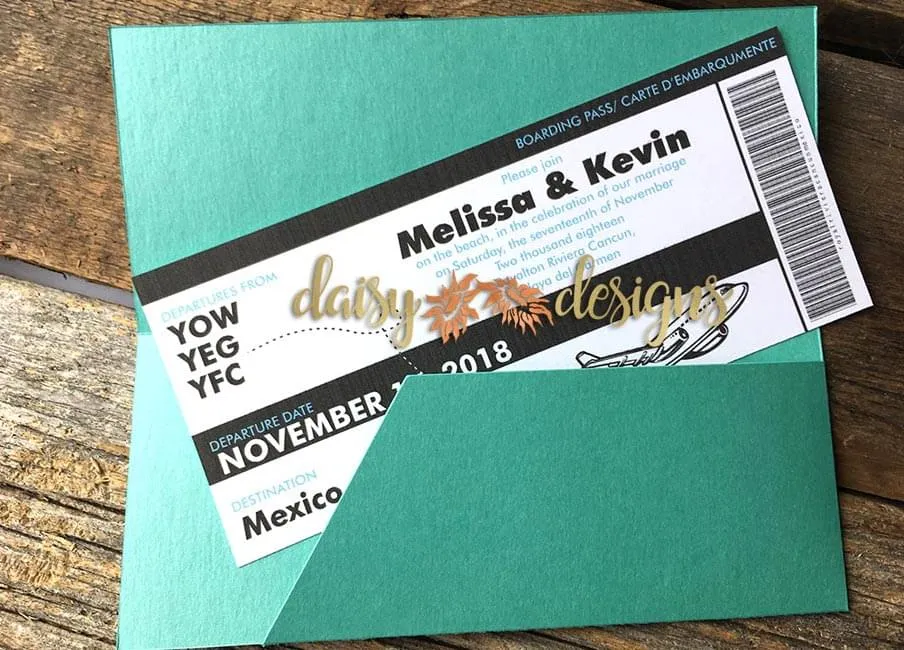 BOARDING PASS/ CARTE D'EMBARQUMENTE
Please join
Melissa & Kevin
on the beach, in the celebration of our marriage
on Saturday, the seventeenth of November
Two thousand eighteen
Riviera Cancun,
del
DEPARTURES FROM
YOW
YEG
YFC
daisy designs
DEPARTURE DATE
NOVEMBER 2018
DESTINATION
Mexico